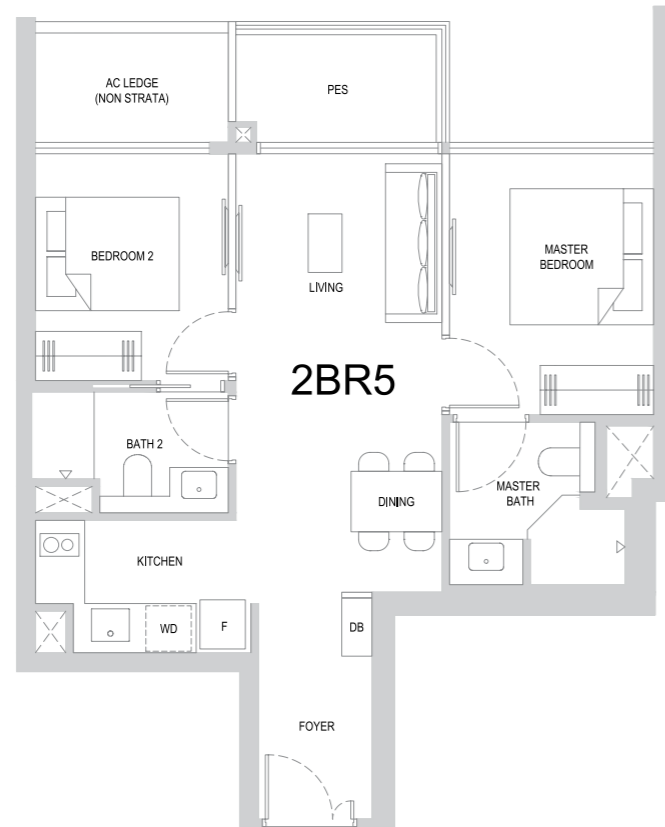 AC LEDGE
(NON STRATA)
PES
BEDROOM 2
MASTER
BEDROOM
LIVING
2BR5
BATH 2
MASTER
BATH
DINING
KITCHEN
WD
F
DB
FOYER